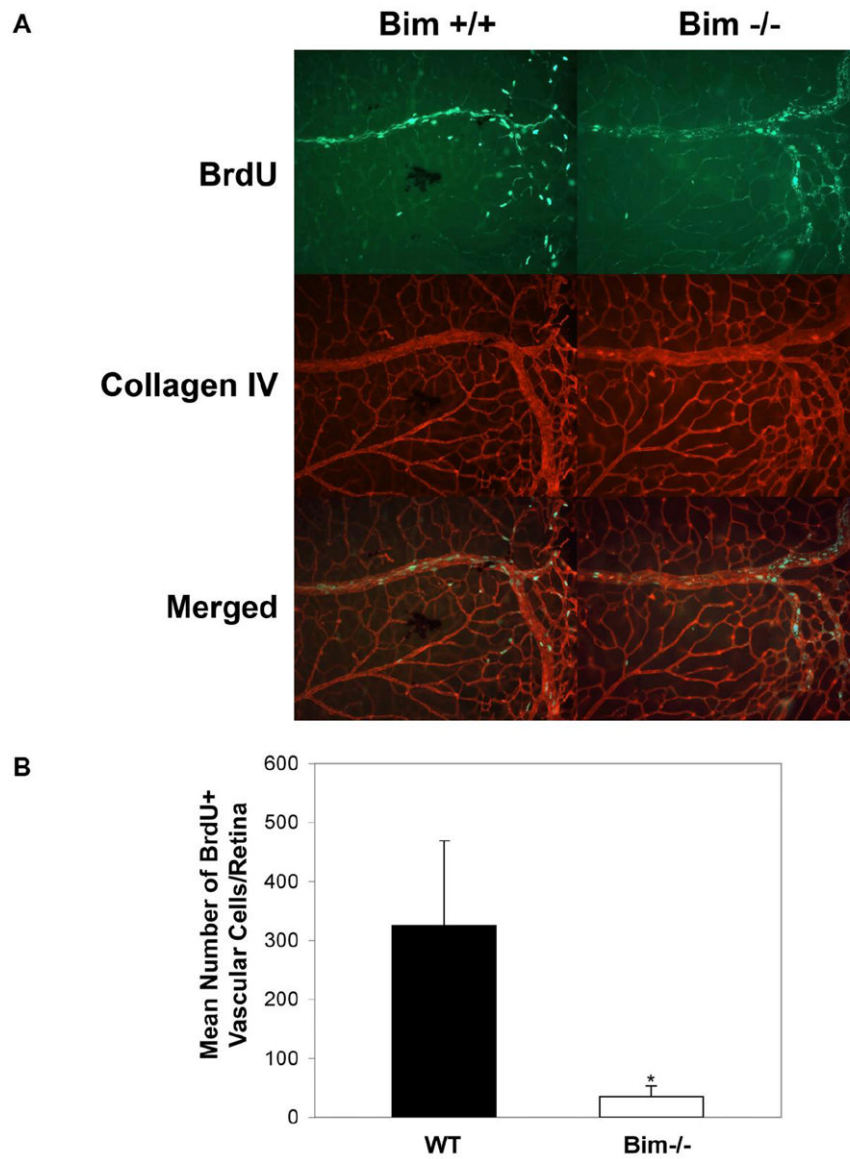 A
Bim +/+
Bim -/-
BrdU
Collagen IV
Merged
B
Mean Number of BrdU+
Vascular Cells/Retina
600
500
400
300
200
100
0
*
WT
Bim-/-